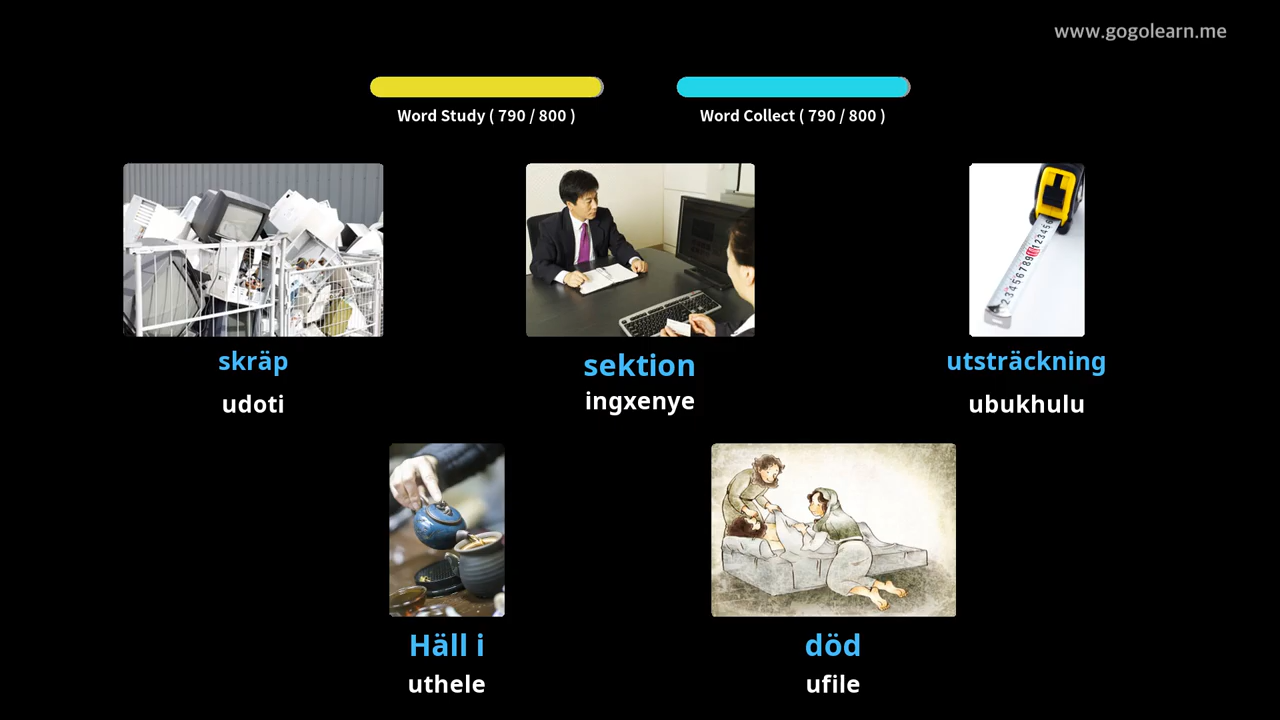 www.gogolearn.me
Word Study ( 790 / 800 )
Word Collect ( 790 / 800 )
skräp
udoti
sektion
ingxenye
utsträckning
ubukhulu
Häll i
uthele
död
ufile